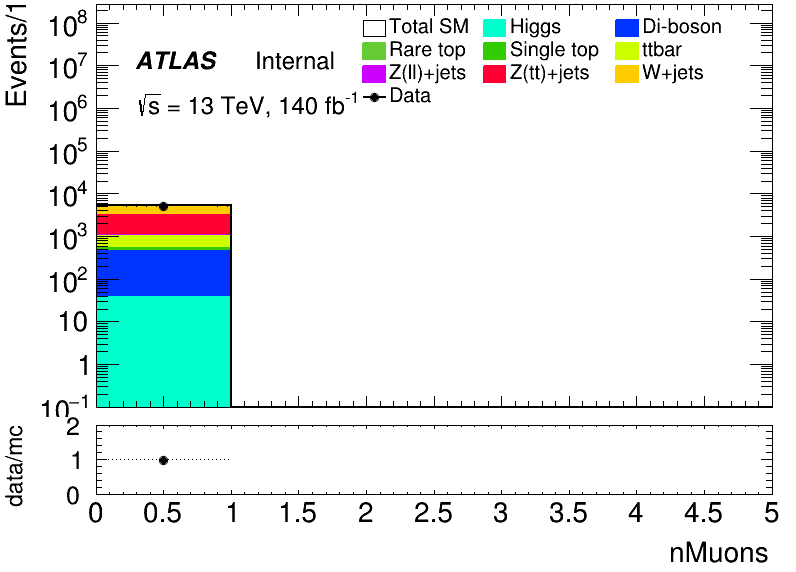 Events/1
10⁸
10⁷
10⁶
10⁵
10⁴
10³
10²
10
1
10⁻¹
ATLAS Internal
√s = 13 TeV, 140 fb⁻¹
Total SM Higgs Di-boson
Rare top Single top ttbar
Z(ll)+jets Z(tt)+jets W+jets
Data
data/mc
2
1
0
0 0.5 1 1.5 2 2.5 3 3.5 4 4.5 5
nMuons